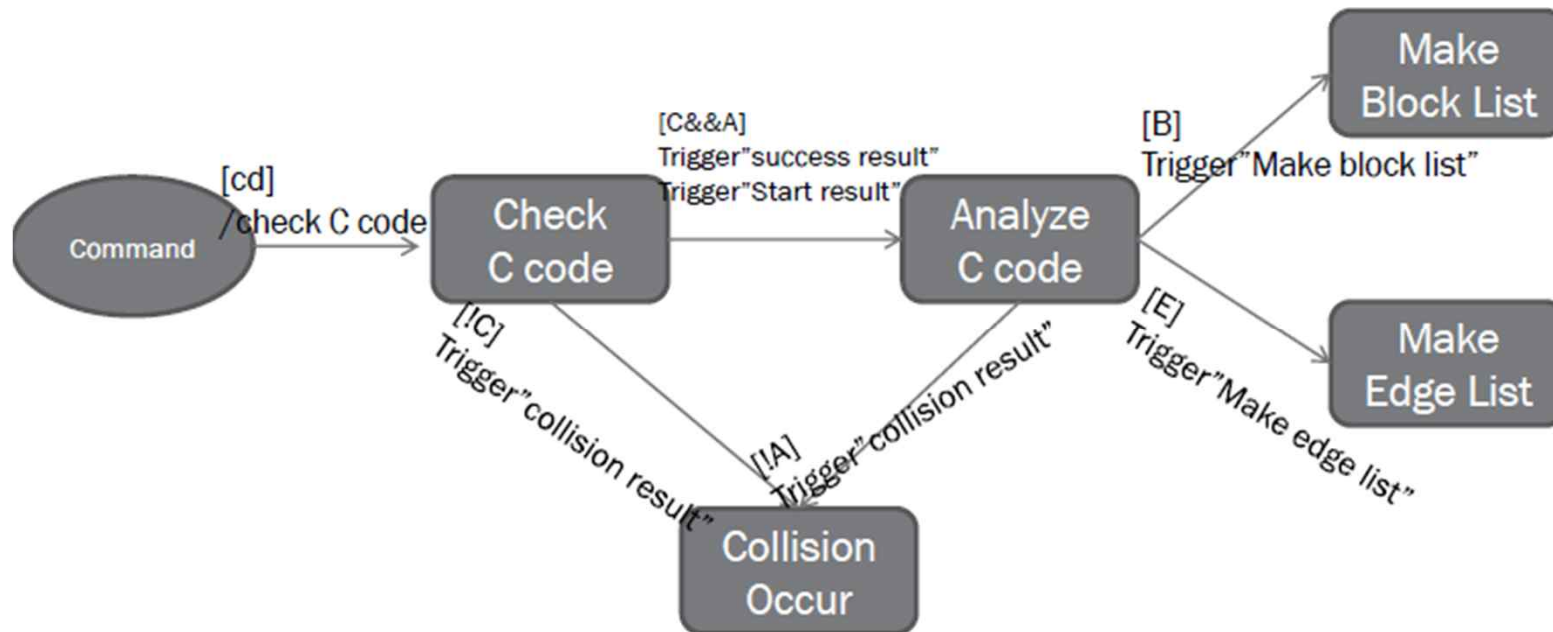 Make
Block List
[C&&A]
Trigger”success result”
Trigger”Start result”
[B]
Trigger”Make block list”
[cd]
/check C code
Command
Check
C code
Analyze
C code
[!C]
Trigger”collision result”
[!A]
Trigger”collision result”
[E]
Trigger”Make edge list”
Make
Edge List
Collision
Occur